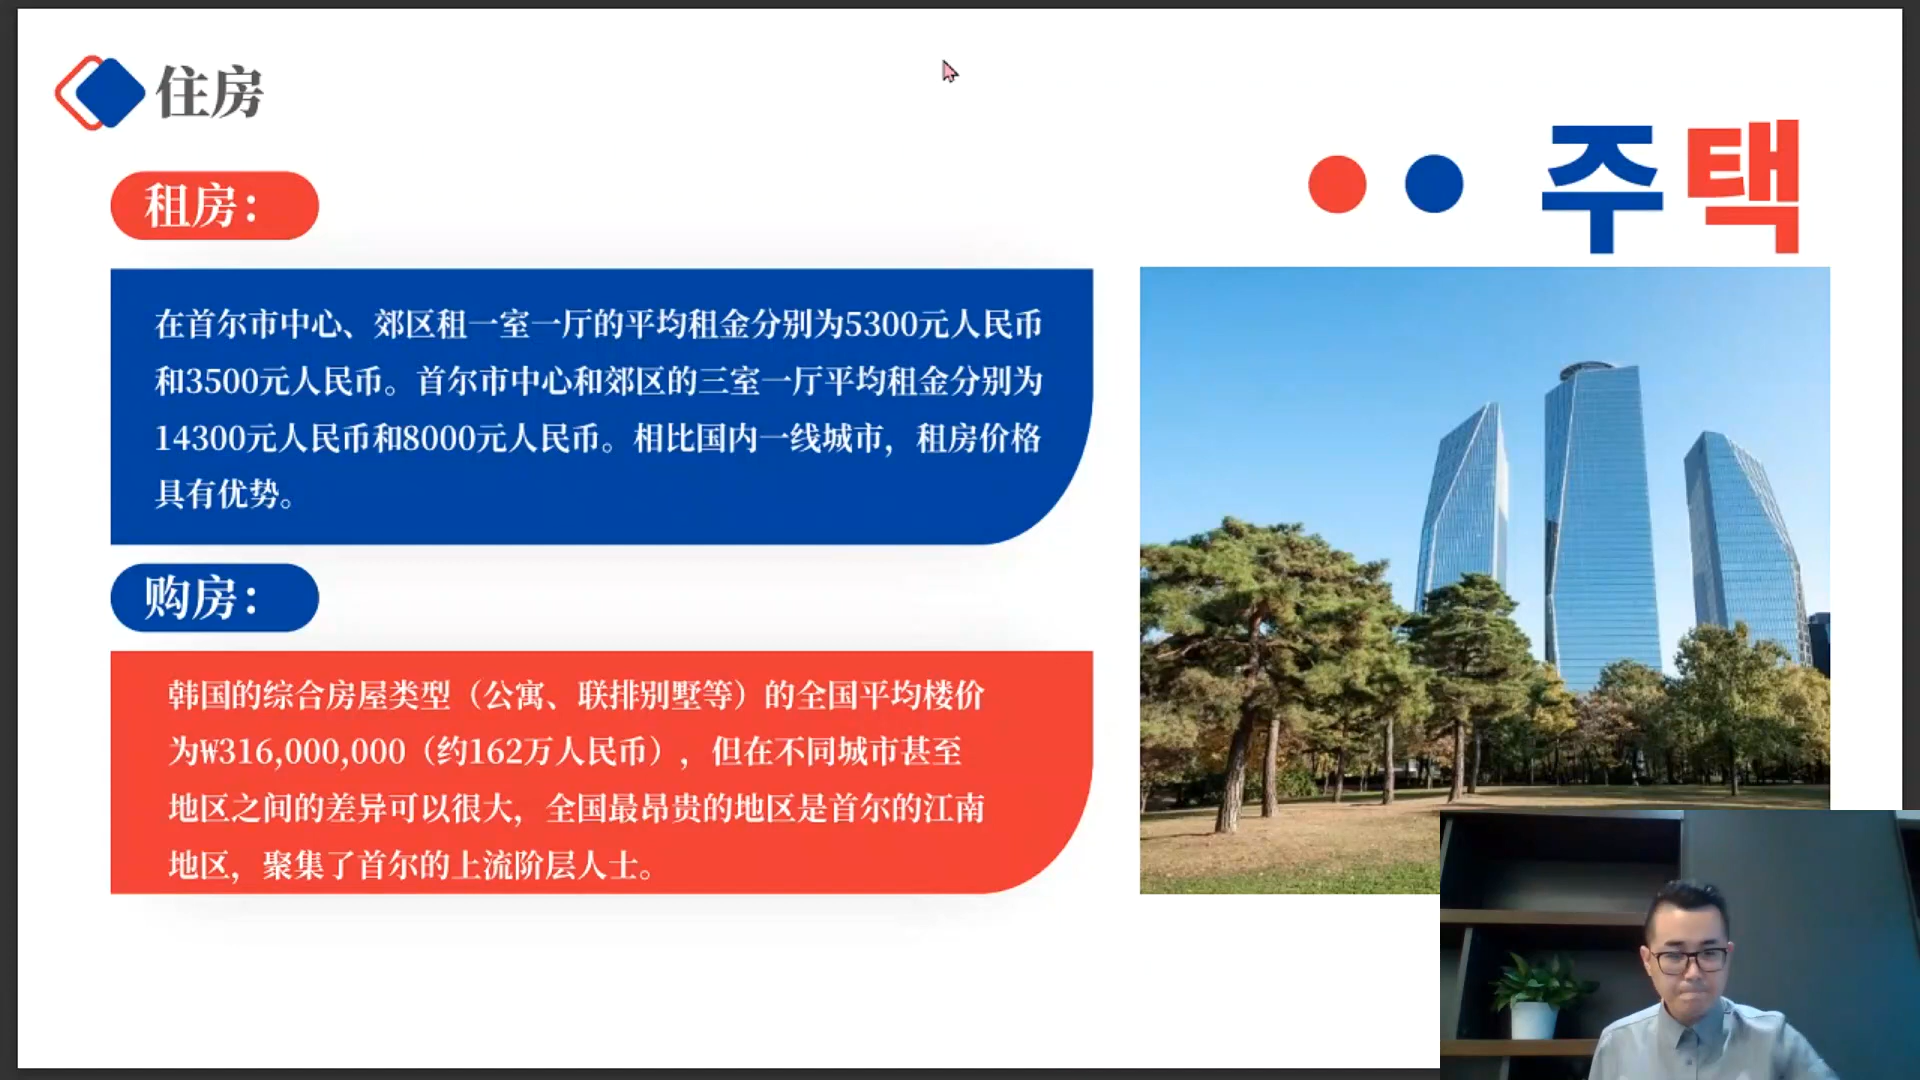 住房
주택
租房：
在首尔市中心、郊区租一室一厅的平均租金分别为5300元人民币
和3500元人民币。首尔市中心和郊区的三室一厅平均租金分别为
14300元人民币和8000元人民币。相比国内一线城市，租房价格
具有优势。
购房：
韩国的综合房屋类型（公寓、联排别墅等）的全国平均楼价
为₩316,000,000（约162万人民币），但在不同城市甚至
地区之间的差异可以很大，全国最昂贵的地区是首尔的江南
地区，聚集了首尔的上流阶层人士。